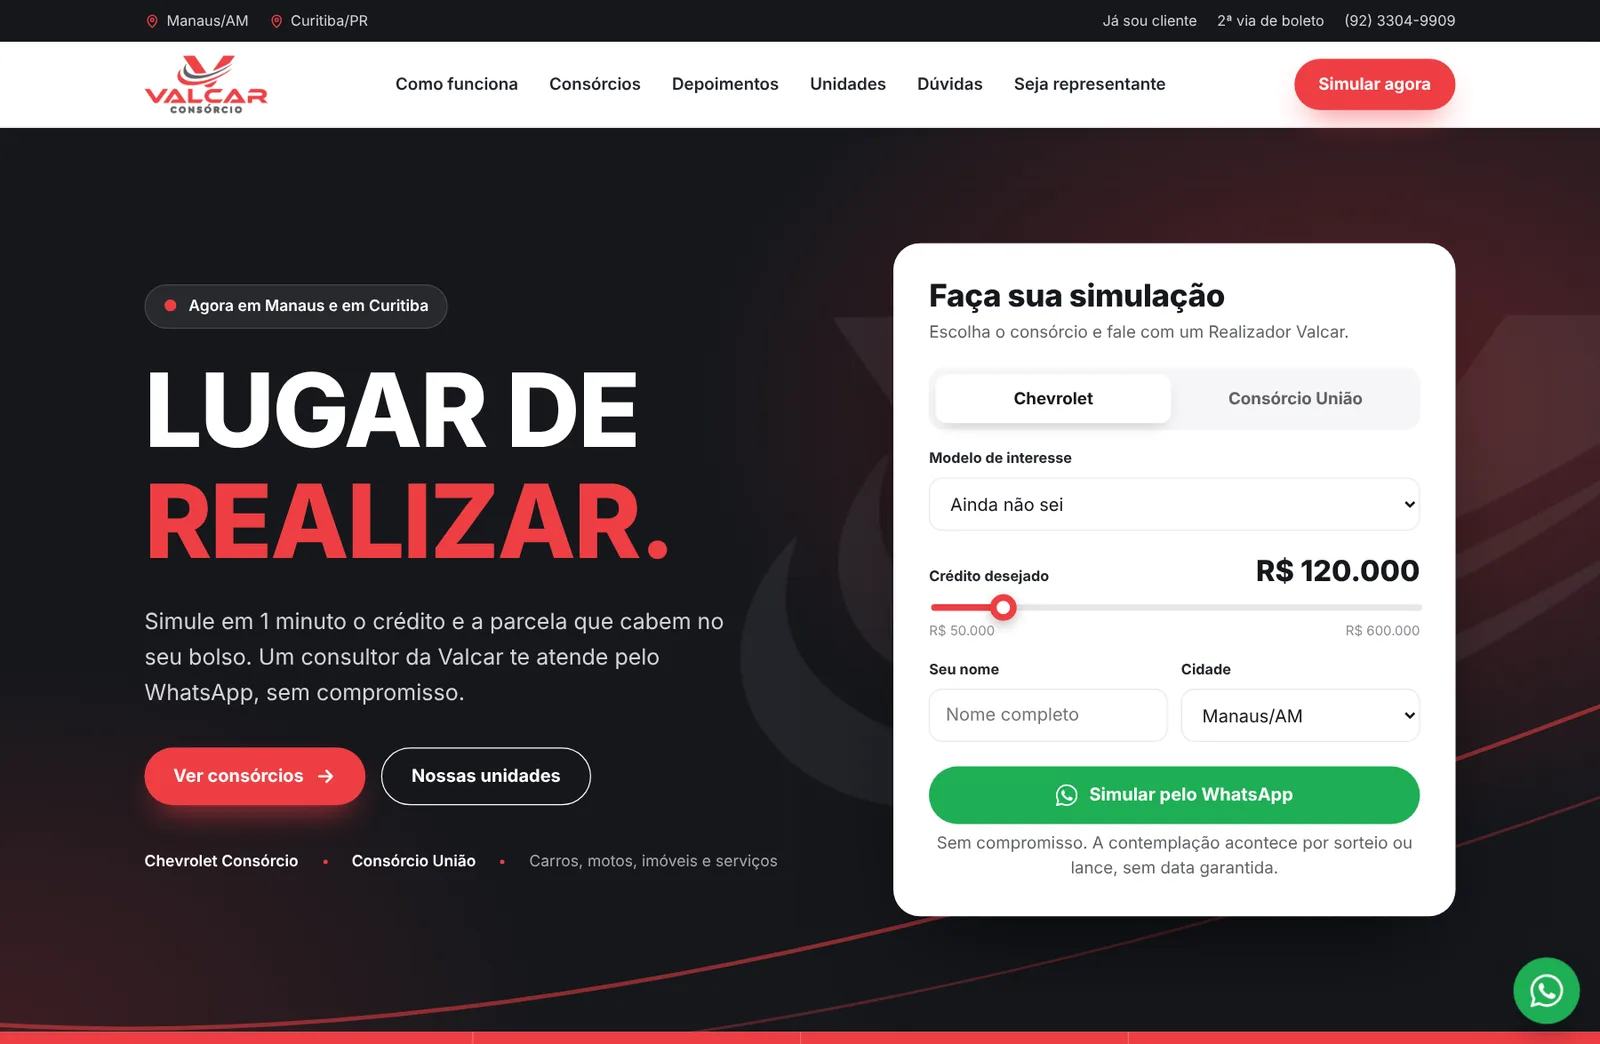 Manaus/AM
Curitiba/PR
Já sou cliente
2ª via de boleto
(92) 3304-9909
VALCAR
CONSÓRCIO
Como funciona
Consórcios
Depoimentos
Unidades
Dúvidas
Seja representante
Simular agora
Agora em Manaus e em Curitiba
LUGAR DE
REALIZAR.
Simule em 1 minuto o crédito e a parcela que cabem no
seu bolso. Um consultor da Valcar te atende pelo
WhatsApp, sem compromisso.
Ver consórcios
Nossas unidades
Chevrolet Consórcio • Consórcio União • Carros, motos, imóveis e serviços
Faça sua simulação
Escolha o consórcio e fale com um Realizador Valcar.
Chevrolet
Consórcio União
Modelo de interesse
Ainda não sei
Crédito desejado
R$ 120.000
R$ 50.000
R$ 600.000
Seu nome
Cidade
Nome completo
Manaus/AM
Simular pelo WhatsApp
Sem compromisso. A contemplação acontece por sorteio ou
lance, sem data garantida.